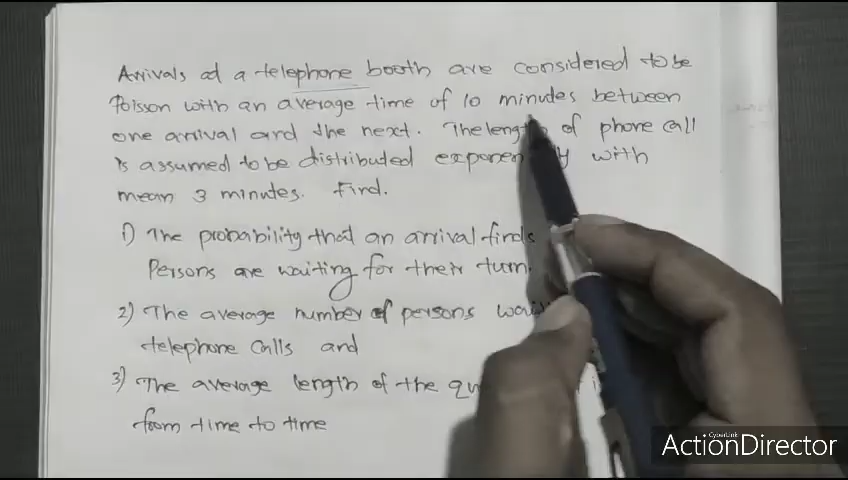 Arrivals at a telephone booth are considered to be
Poisson with an average time of 10 minutes between
one arrival and the next. The length of phone call
is assumed to be distributed with
mean 3 minutes. Find.
1) The probability that an arrival finds
Persons are waiting for their turn.
2) The average number of persons
telephone calls and
3) The average length of the
from time to time
CyberLink
ActionDirector